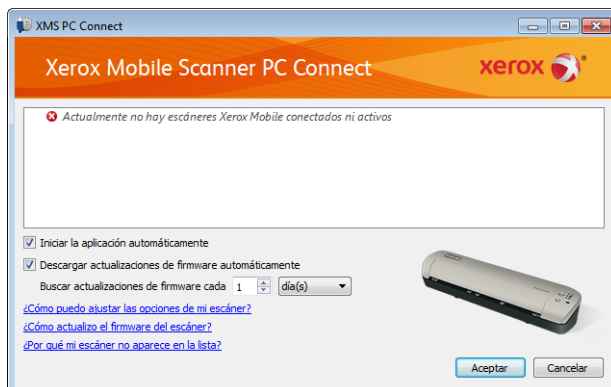 XMS PC Connect
Xerox Mobile Scanner PC Connect
xerox
Actualmente no hay escáneres Xerox Mobile conectados ni activos
Iniciar la aplicación automáticamente
Descargar actualizaciones de firmware automáticamente
Buscar actualizaciones de firmware cada 1 día(s)
¿Cómo puedo ajustar las opciones de mi escáner?
¿Cómo actualizo el firmware del escáner?
¿Por qué mi escáner no aparece en la lista?
Aceptar Cancelar